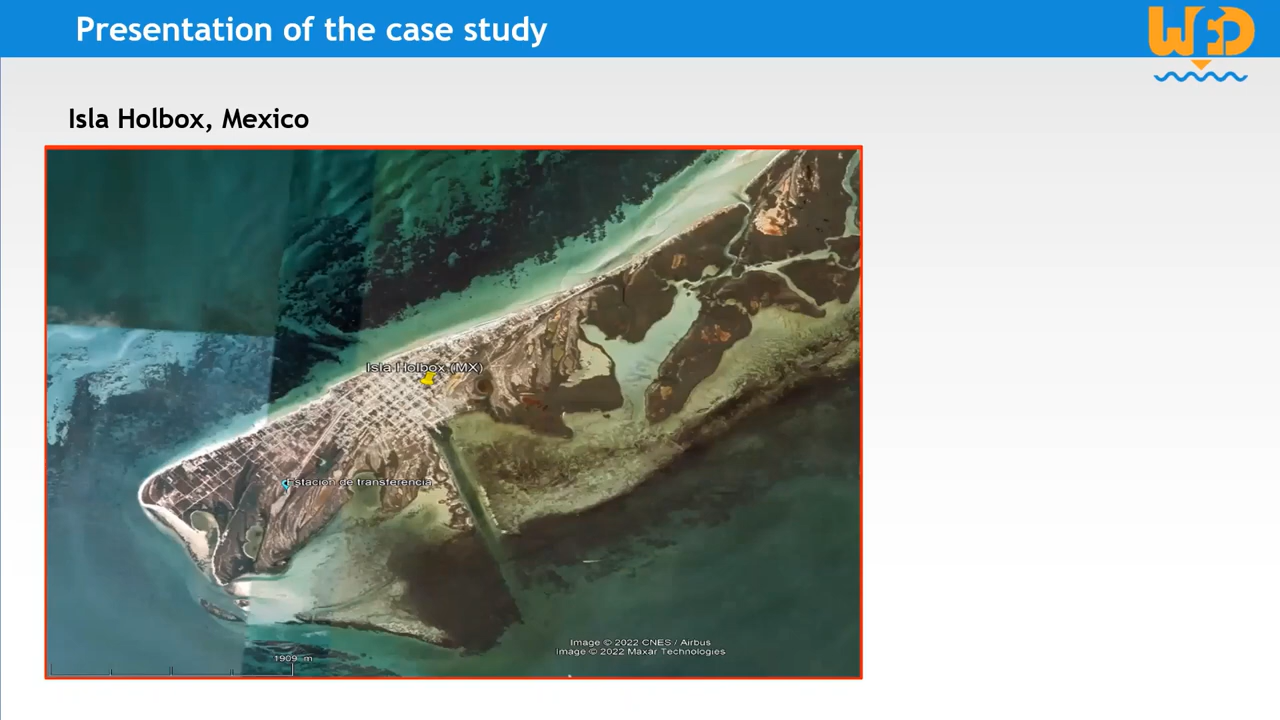 Presentation of the case study
Isla Holbox, Mexico
Isla Holbox (MX)
Estación de transferencia
Image © 2022 CNES / Airbus
Image © 2022 Maxar Technologies
1909 m